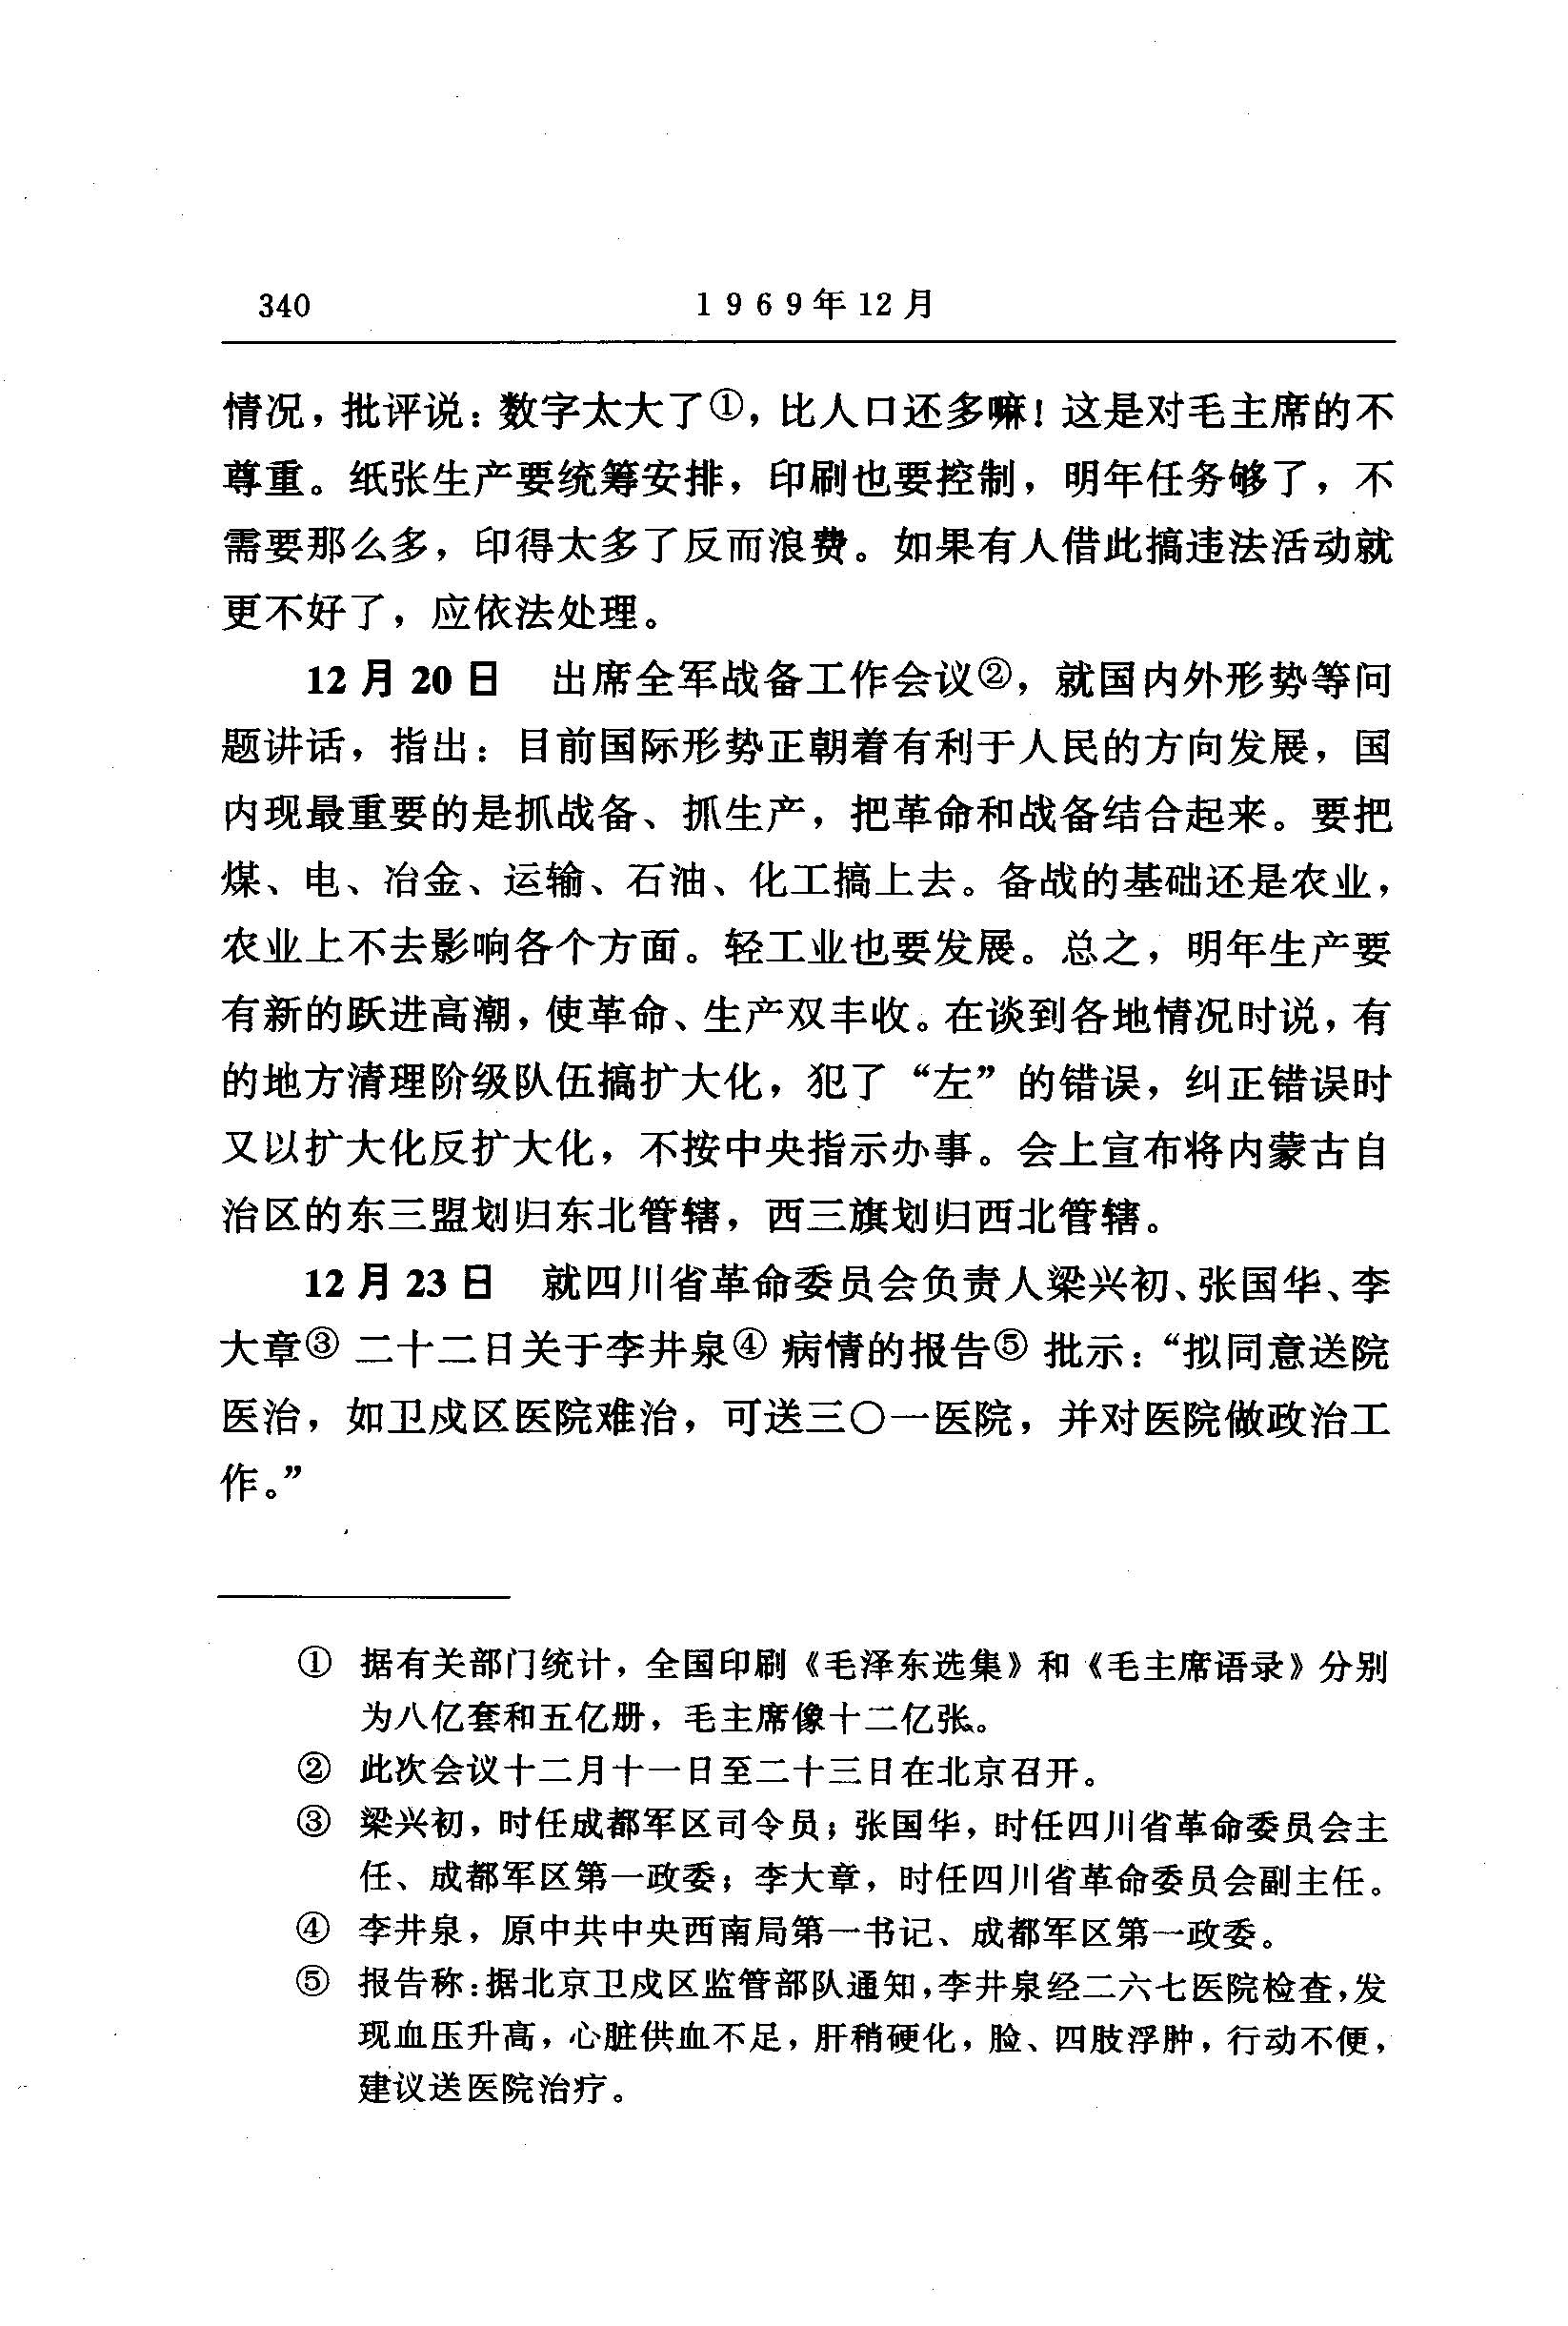 340
1969年12月
情况，批评说：数字太大了①，比人口还多嘛！这是对毛主席的不
尊重。纸张生产要统筹安排，印刷也要控制，明年任务够了，不
需要那么多，印得太多了反而浪费。如果有人借此搞违法活动就
更不好了，应依法处理。
12月20日　出席全军战备工作会议②，就国内外形势等问
题讲话，指出：目前国际形势正朝着有利于人民的方向发展，国
内现最重要的是抓战备、抓生产，把革命和战备结合起来。要把
煤、电、冶金、运输、石油、化工搞上去。备战的基础还是农业，
农业上不去影响各个方面。轻工业也要发展。总之，明年生产要
有新的跃进高潮，使革命、生产双丰收。在谈到各地情况时说，有
的地方清理阶级队伍搞扩大化，犯了“左”的错误，纠正错误时
又以扩大化反扩大化，不按中央指示办事。会上宣布将内蒙古自
治区的东三盟划归东北管辖，西三旗划归西北管辖。
12月23日　就四川省革命委员会负责人梁兴初、张国华、李
大章③二十二日关于李井泉④病情的报告⑤批示：“拟同意送院
医治，如卫戍区医院难治，可送三〇一医院，并对医院做政治工
作。”
①　据有关部门统计，全国印刷《毛泽东选集》和《毛主席语录》分别
为八亿套和五亿册，毛主席像十二亿张。
②　此次会议十二月十一日至二十三日在北京召开。
③　梁兴初，时任成都军区司令员；张国华，时任四川省革命委员会主
任、成都军区第一政委；李大章，时任四川省革命委员会副主任。
④　李井泉，原中共中央西南局第一书记、成都军区第一政委。
⑤　报告称：据北京卫戍区监管部队通知，李井泉经二六七医院检查，发
现血压升高，心脏供血不足，肝稍硬化，脸、四肢浮肿，行动不便，
建议送医院治疗。